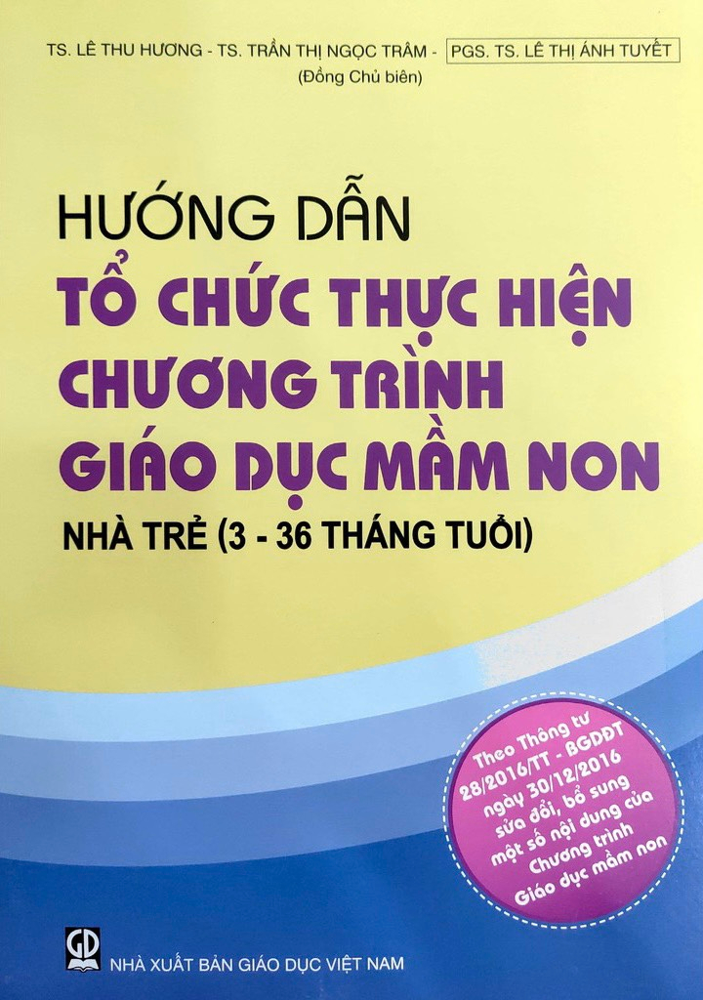 TS. LÊ THU HƯƠNG - TS. TRẦN THỊ NGỌC TRÂM - PGS. TS. LÊ THỊ ÁNH TUYẾT
(Đồng Chủ biên)
HƯỚNG DẪN
TỔ CHỨC THỰC HIỆN
CHƯƠNG TRÌNH
GIÁO DỤC MẦM NON
NHÀ TRẺ (3 - 36 THÁNG TUỔI)
Theo Thông tư
28/2016/TT - BGDĐT
ngày 30/12/2016
sửa đổi, bổ sung
một số nội dung của
Chương trình
Giáo dục mầm non
GD
NHÀ XUẤT BẢN GIÁO DỤC VIỆT NAM